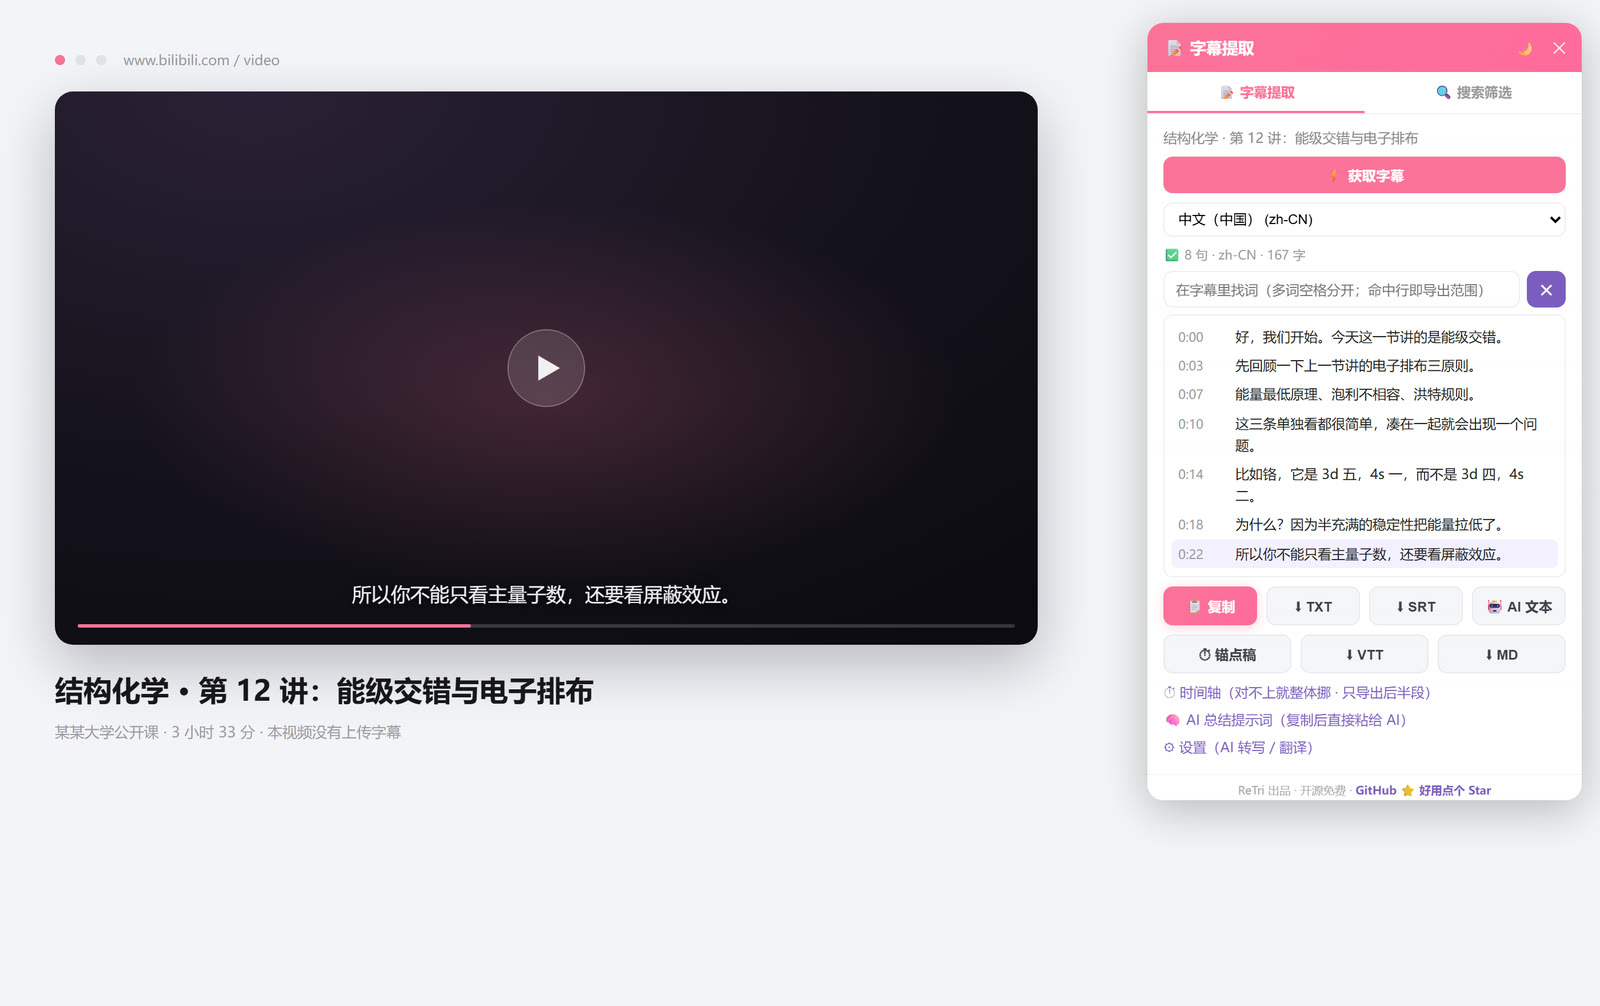 www.bilibili.com / video
所以你不能只看主量子数，还要看屏蔽效应。
结构化学 · 第 12 讲：能级交错与电子排布
某某大学公开课 · 3 小时 33 分 · 本视频没有上传字幕
字幕提取
字幕提取
搜索筛选
结构化学 · 第 12 讲：能级交错与电子排布
获取字幕
中文（中国） (zh-CN)
8 句 · zh-CN · 167 字
在字幕里找词（多词空格分开；命中行即导出范围）
0:00 好，我们开始。今天这一节讲的是能级交错。
0:03 先回顾一下上一节讲的电子排布三原则。
0:07 能量最低原理、泡利不相容、洪特规则。
0:10 这三条单独看都很简单，凑在一起就会出现一个问
题。
0:14 比如铬，它是 3d 五，4s 一，而不是 3d 四，4s
二。
0:18 为什么？因为半充满的稳定性把能量拉低了。
0:22 所以你不能只看主量子数，还要看屏蔽效应。
复制
⬇ TXT
⬇ SRT
AI 文本
⏱ 锚点稿
⬇ VTT
⬇ MD
⏱ 时间轴（对不上就整体挪 · 只导出后半段）
🧠 AI 总结提示词（复制后直接粘给 AI）
⚙ 设置（AI 转写 / 翻译）
ReTri 出品 · 开源免费 · GitHub ⭐ 好用点个 Star